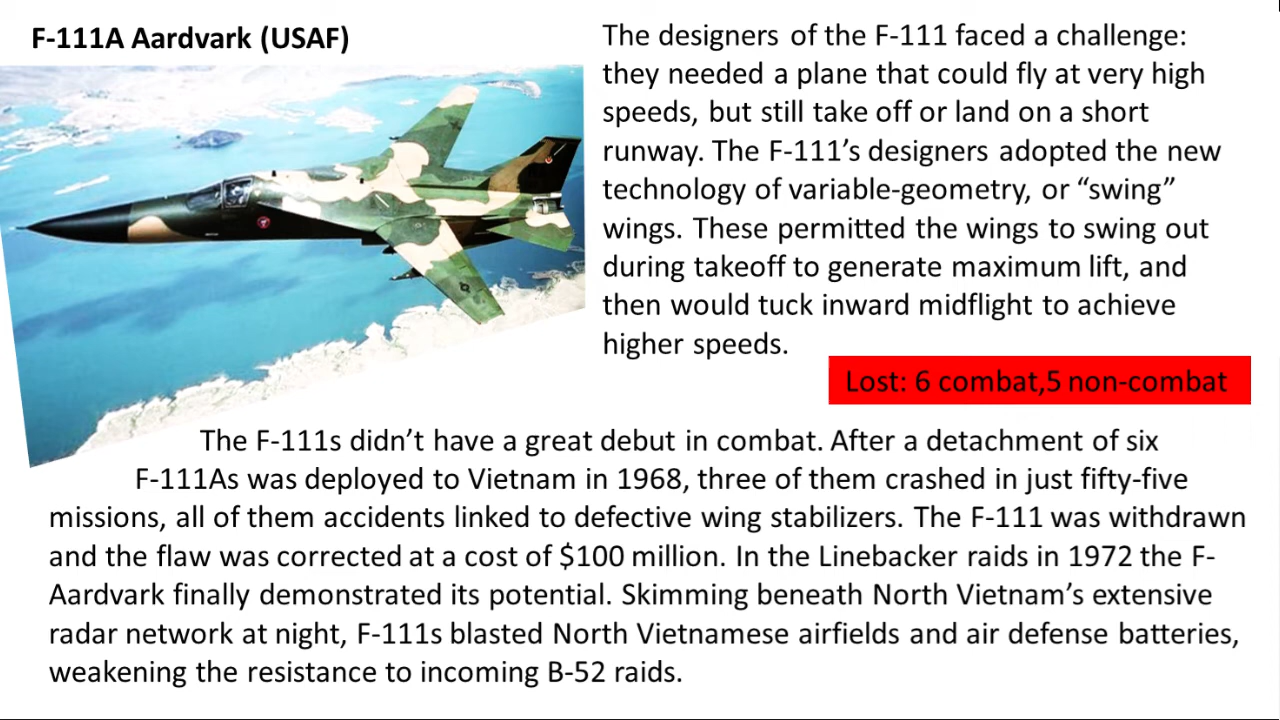 F-111A Aardvark (USAF)
The designers of the F-111 faced a challenge:
they needed a plane that could fly at very high
speeds, but still take off or land on a short
runway. The F-111’s designers adopted the new
technology of variable-geometry, or “swing”
wings. These permitted the wings to swing out
during takeoff to generate maximum lift, and
then would tuck inward midflight to achieve
higher speeds.
Lost: 6 combat,5 non-combat
The F-111s didn’t have a great debut in combat. After a detachment of six
F-111As was deployed to Vietnam in 1968, three of them crashed in just fifty-five
missions, all of them accidents linked to defective wing stabilizers. The F-111 was withdrawn
and the flaw was corrected at a cost of $100 million. In the Linebacker raids in 1972 the F-
Aardvark finally demonstrated its potential. Skimming beneath North Vietnam’s extensive
radar network at night, F-111s blasted North Vietnamese airfields and air defense batteries,
weakening the resistance to incoming B-52 raids.